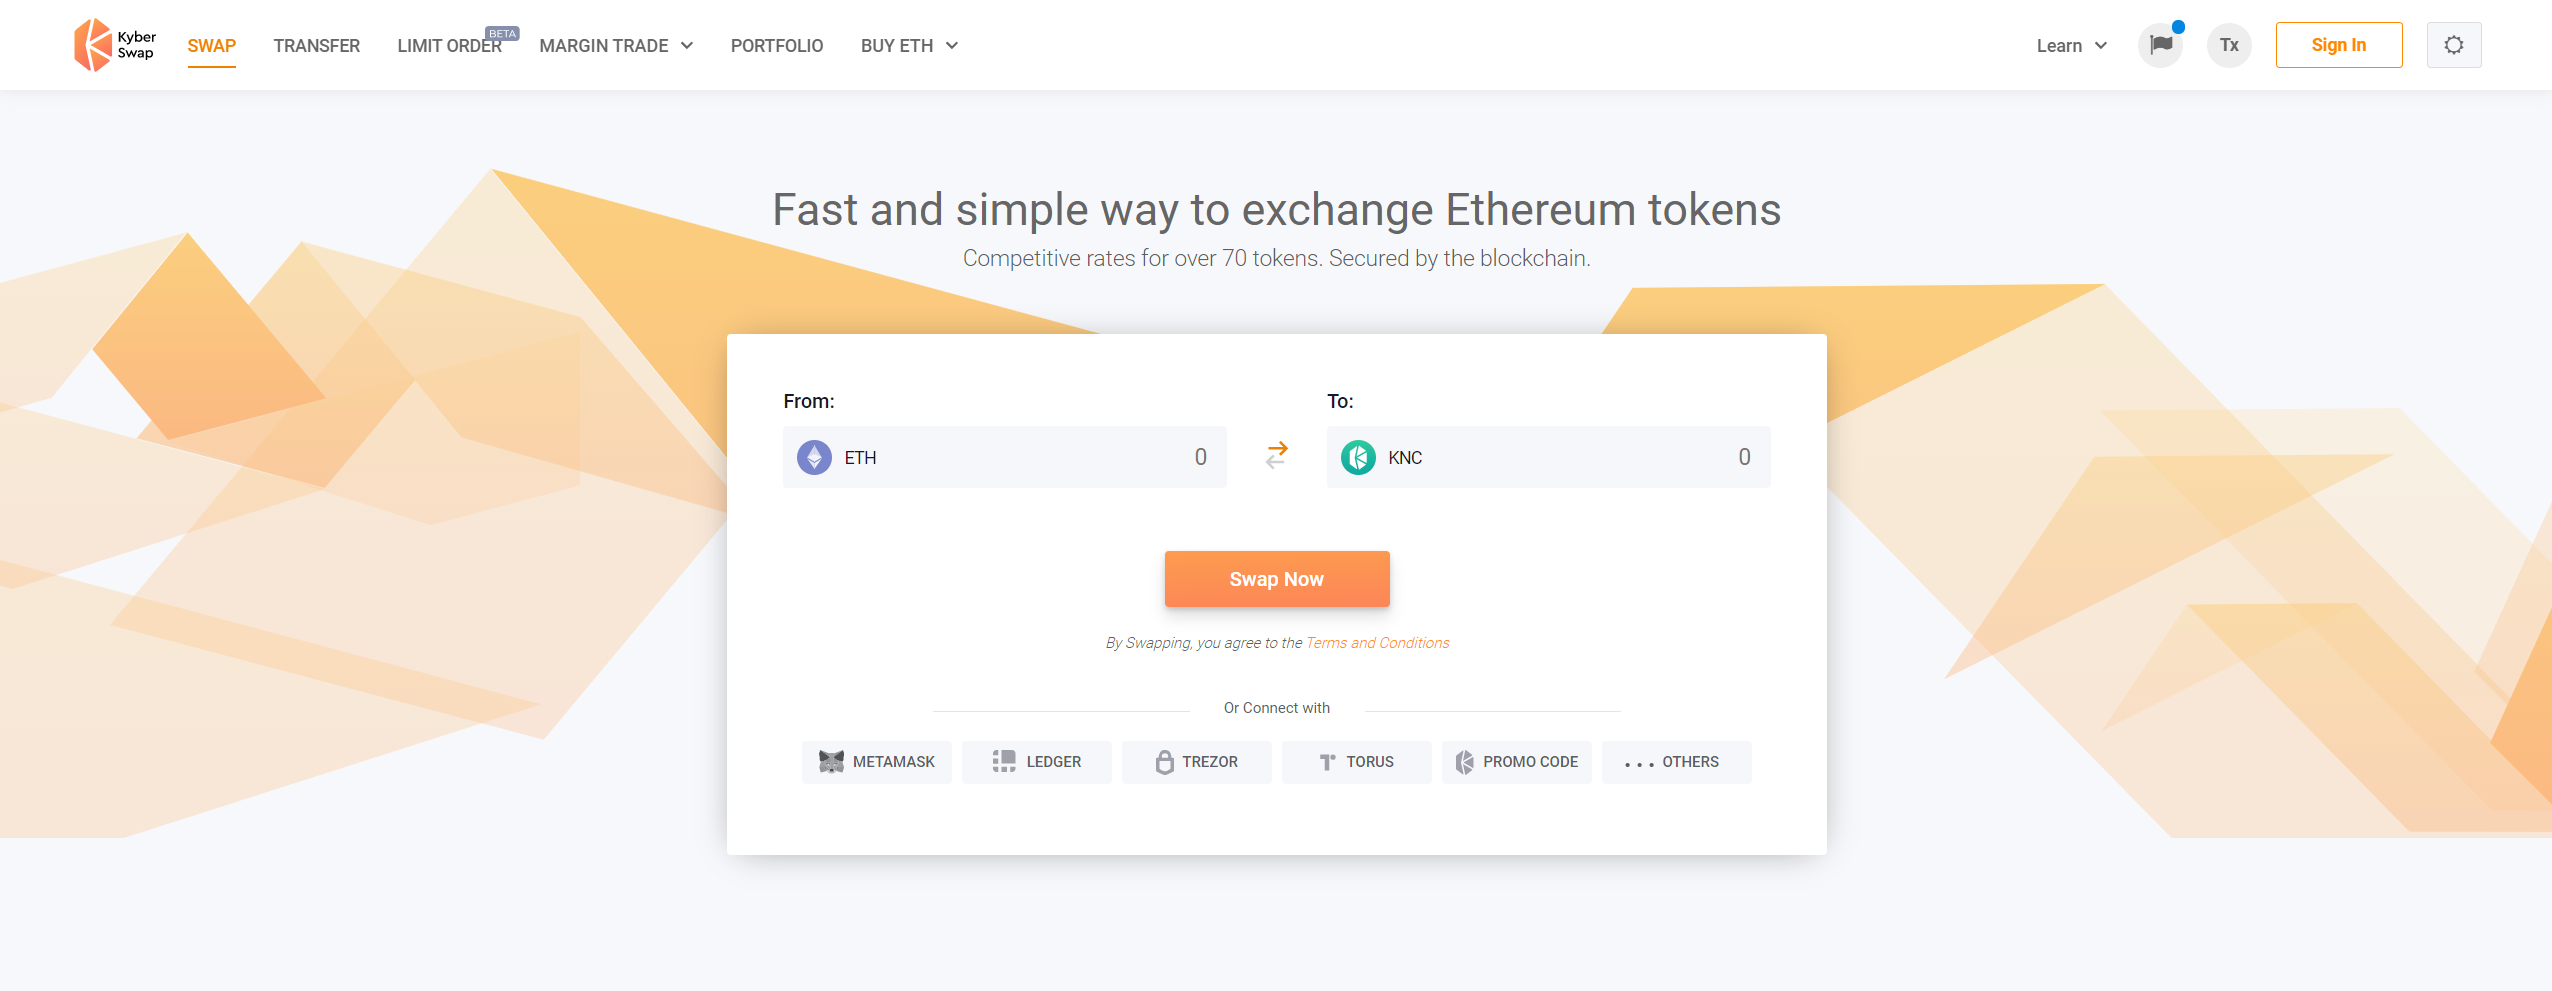 Kyber
Swap
SWAP
TRANSFER
LIMIT ORDER
BETA
MARGIN TRADE
PORTFOLIO
BUY ETH
Learn
Tx
Sign In
Fast and simple way to exchange Ethereum tokens
Competitive rates for over 70 tokens. Secured by the blockchain.
From:
To:
ETH 0
KNC 0
Swap Now
By Swapping, you agree to the Terms and Conditions
Or Connect with
METAMASK
LEDGER
TREZOR
TORUS
PROMO CODE
... OTHERS